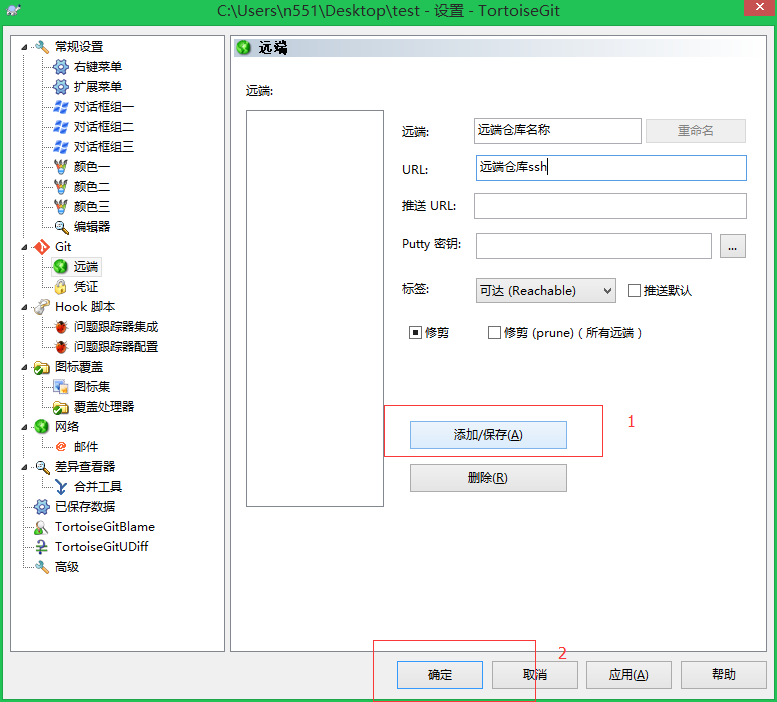 C:\Users\n551\Desktop\test - 设置 - TortoiseGit
常规设置
右键菜单
扩展菜单
对话框组一
对话框组二
对话框组三
颜色一
颜色二
颜色三
编辑器
Git
远端
凭证
Hook 脚本
问题跟踪器集成
问题跟踪器配置
图标覆盖
图标集
覆盖处理器
网络
邮件
差异查看器
合并工具
已保存数据
TortoiseGitBlame
TortoiseGitUDiff
高级
远端
远端:
远端: 远端仓库名称 重命名
URL: 远端仓库ssh
推送 URL:
Putty 密钥: ...
标签: 可达 (Reachable) 推送默认
修剪 修剪 (prune) ( 所有远端 )
添加/保存(A) 1
删除(R)
2
确定 取消 应用(A) 帮助